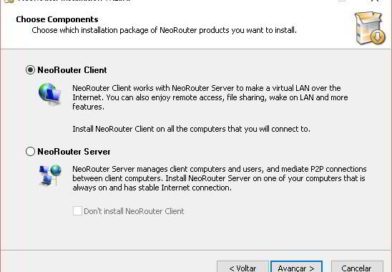 NeoRouter Installation Wizard
Choose Components
Choose which installation package of NeoRouter products you want to install.
NeoRouter Client
NeoRouter Client works with NeoRouter Server to make a virtual LAN over the
Internet. You can also enjoy remote access, file sharing, wake on LAN and more
features.
Install NeoRouter Client on all the computers that you will connect to.
NeoRouter Server
NeoRouter Server manages client computers and users, and mediate P2P connections
between client computers. Install NeoRouter Server on one of your computers that is
always on and has stable Internet connection.
Don't install NeoRouter Client
< Voltar
Avançar >
Cancelar